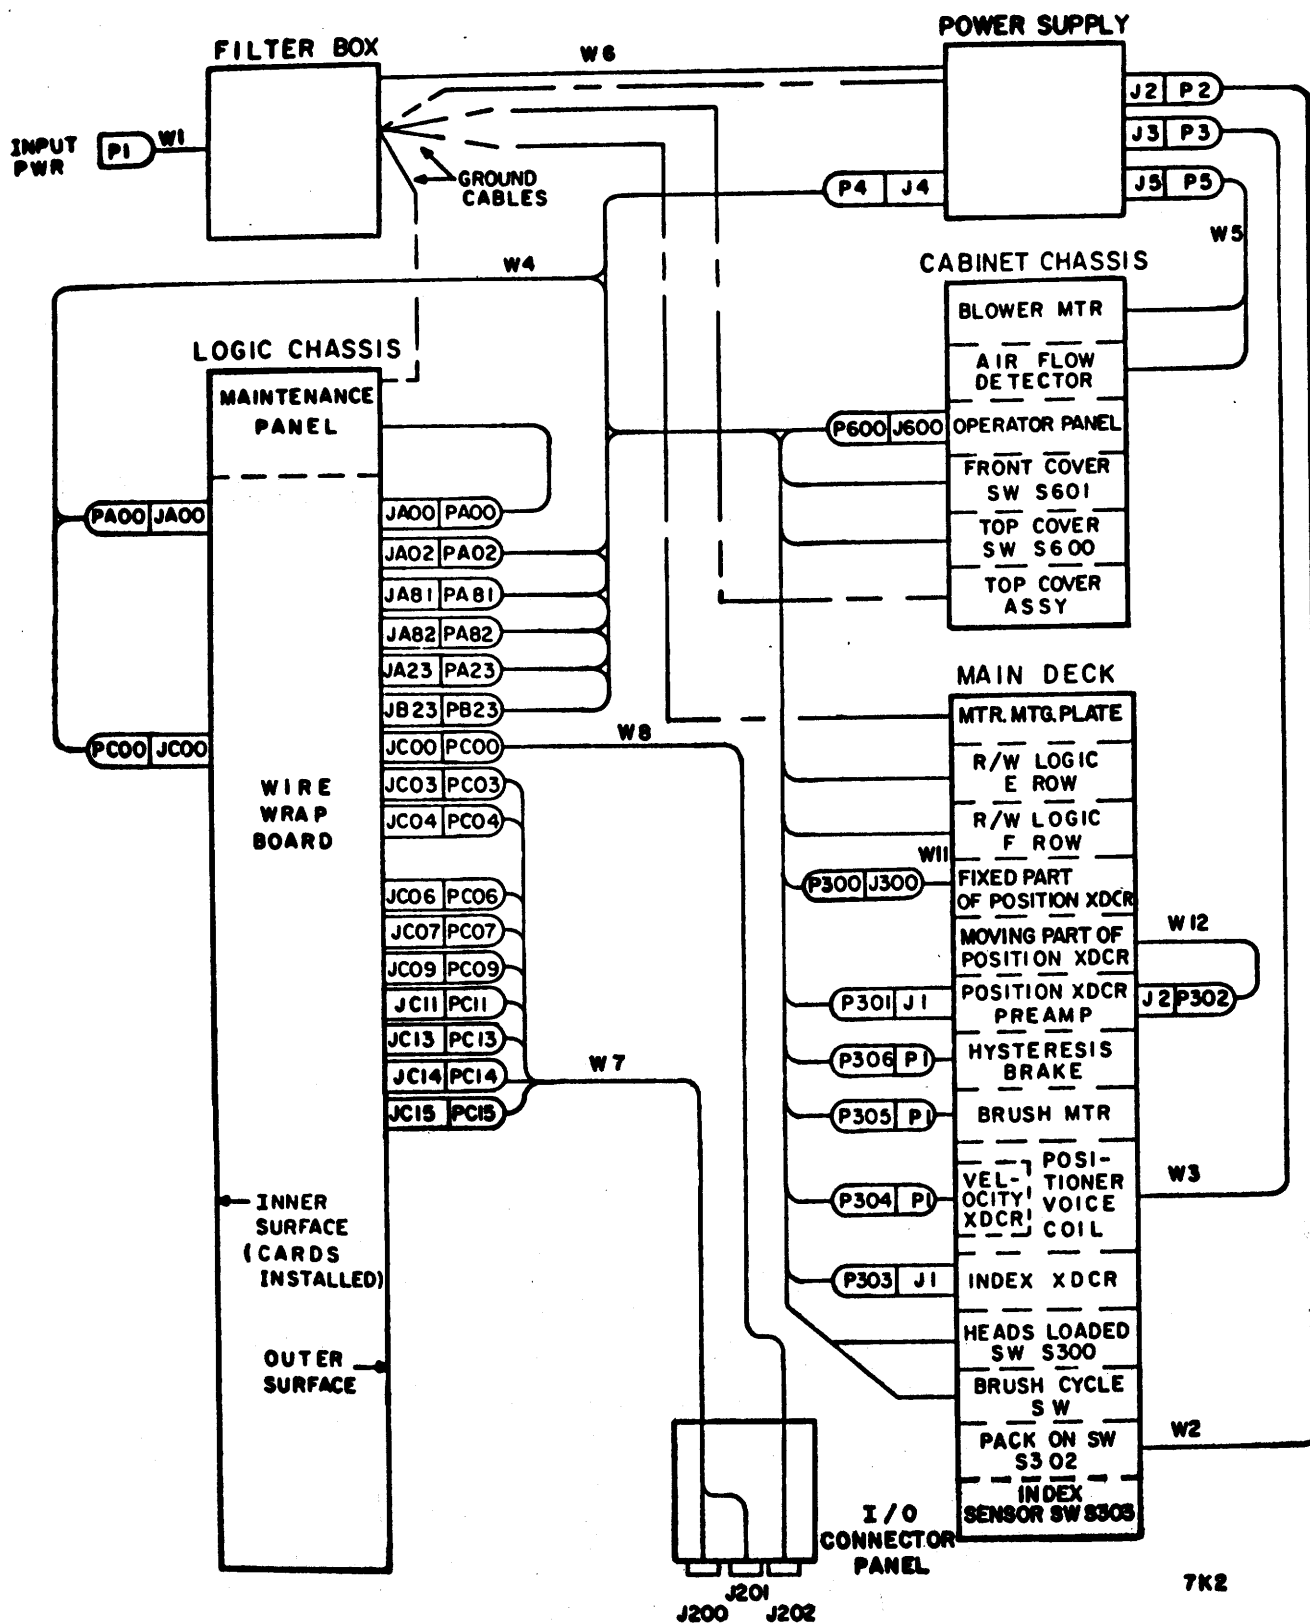 POWER SUPPLY
FILTER BOX
W6
J2 P2
INPUT
PWR
P1
W1
J3 P3
GROUND
CABLES
P4 J4
J5 P5
W5
W4
CABINET CHASSIS
BLOWER MTR
LOGIC CHASSIS
AIR FLOW
DETECTOR
MAINTENANCE
PANEL
P600 J600
OPERATOR PANEL
FRONT COVER
SW S601
TOP COVER
SW S600
TOP COVER
ASSY
PA00 JA00
JA00 PA00
JA02 PA02
JA81 PA81
JA82 PA82
JA23 PA23
JB23 PB23
PC00 JC00
JC00 PC00
W8
JC03 PC03
JC04 PC04
WIRE
WRAP
BOARD
JC06 PC06
JC07 PC07
JC09 PC09
JC11 PC11
JC13 PC13
JC14 PC14
JC15 PC15
W7
MAIN DECK
MTR. MTG. PLATE
R/W LOGIC
E ROW
R/W LOGIC
F ROW
W11
P300 J300
FIXED PART
OF POSITION XDCR
MOVING PART OF
POSITION XDCR
W12
P301 J1
POSITION XDCR
PREAMP
J2 P302
P306 P1
HYSTERESIS
BRAKE
P305 P1
BRUSH MTR
P304 P1
VEL-
OCITY
XDCR
POSI-
TIONER
VOICE
COIL
W3
P303 J1
INDEX XDCR
HEADS LOADED
SW S300
BRUSH CYCLE
SW
PACK ON SW
S302
W2
INDEX
SENSOR SW S303
INNER
SURFACE
(CARDS
INSTALLED)
OUTER
SURFACE
I/O
CONNECTOR
PANEL
J201
J200 J202
7K2